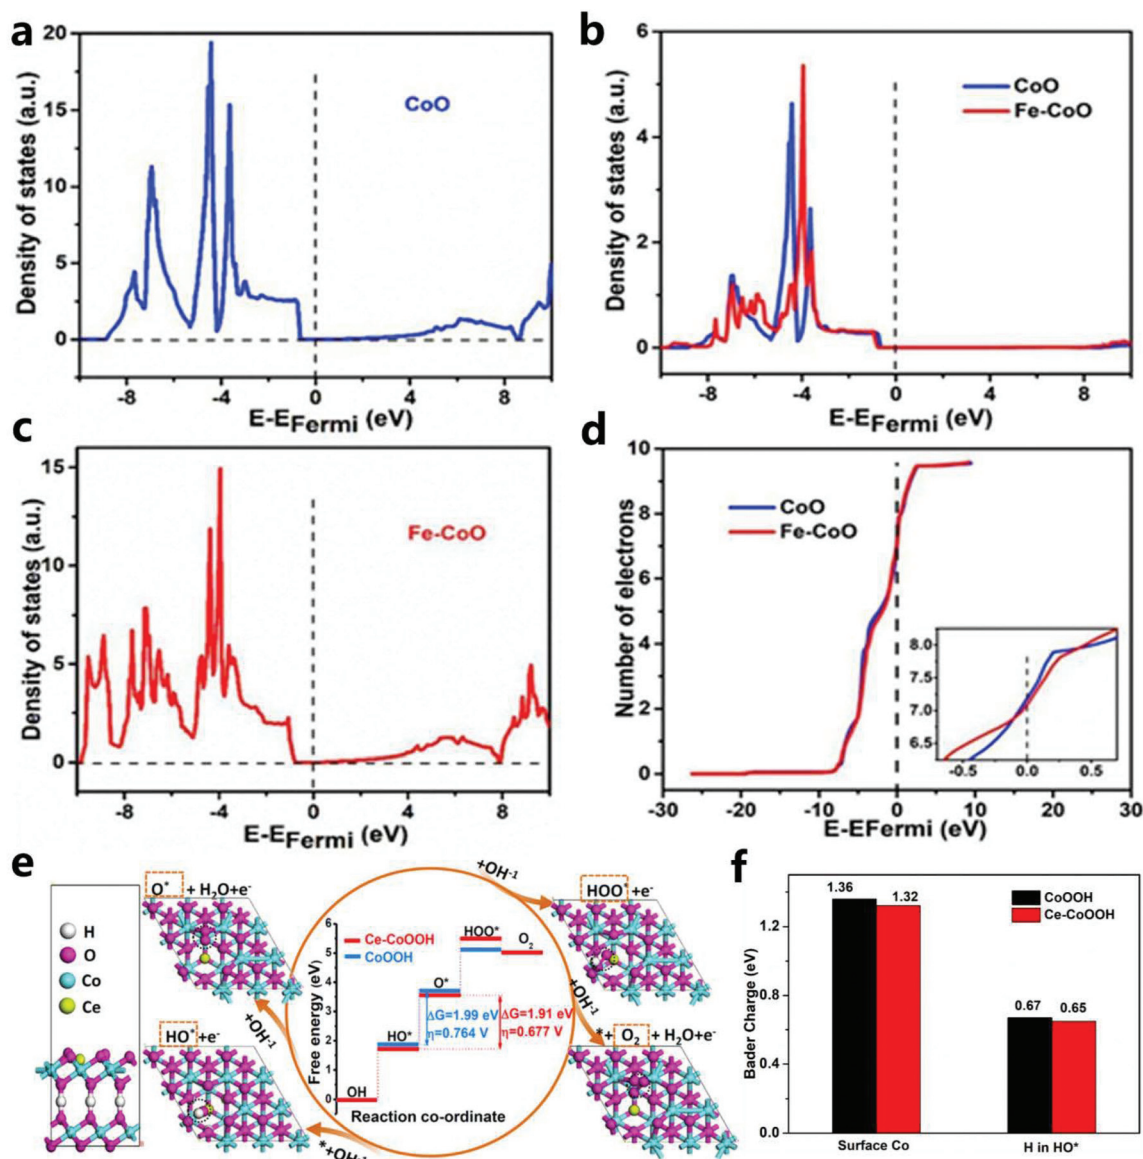 a
20
15
10
5
0
Density of states (a.u.)
CoO
-8 -4 0 4 8
E-EFermi (eV)
b
6
4
2
0
Density of states (a.u.)
CoO
Fe-CoO
-8 -4 0 4 8
E-EFermi (eV)
c
15
10
5
0
Density of states (a.u.)
Fe-CoO
-8 -4 0 4 8
E-EFermi (eV)
d
10
8
6
4
2
0
Number of electrons
CoO
Fe-CoO
8.0
7.5
7.0
6.5
-0.5 0.0 0.5
-30 -20 -10 0 10 20 30
E-EFermi (eV)
e
H
O
Co
Ce
O* + H2O+e-
+OH-1
HOO*+e-
+OH-1
HO*+e-
+OH-1
*+ O2 + H2O+e-
*+OH-1
6
5
4
3
2
1
0
Free energy (eV)
Ce-CoOOH
CoOOH
HOO*
O2
O*
HO*
OH
ΔG=1.99 eV
η=0.764 V
ΔG=1.91 eV
η=0.677 V
Reaction co-ordinate
f
1.2
0.8
0.4
0.0
Bader Charge (eV)
CoOOH
Ce-CoOOH
1.36
1.32
0.67
0.65
Surface Co
H in HO*